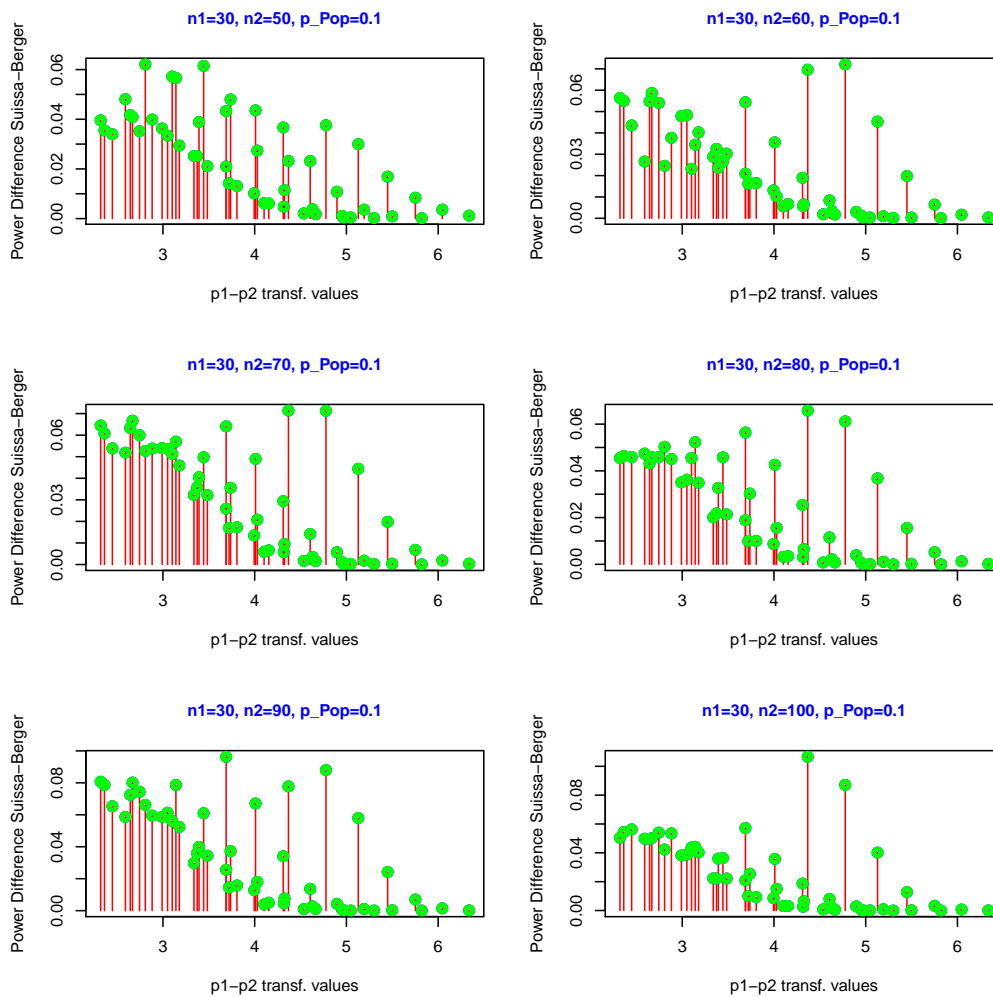 n1=30, n2=50, p_Pop=0.1
Power Difference Suissa−Berger
0.06
0.04
0.02
0.00
3 4 5 6
p1−p2 transf. values
n1=30, n2=60, p_Pop=0.1
Power Difference Suissa−Berger
0.06
0.03
0.00
3 4 5 6
p1−p2 transf. values
n1=30, n2=70, p_Pop=0.1
Power Difference Suissa−Berger
0.06
0.03
0.00
3 4 5 6
p1−p2 transf. values
n1=30, n2=80, p_Pop=0.1
Power Difference Suissa−Berger
0.06
0.04
0.02
0.00
3 4 5 6
p1−p2 transf. values
n1=30, n2=90, p_Pop=0.1
Power Difference Suissa−Berger
0.08
0.04
0.00
3 4 5 6
p1−p2 transf. values
n1=30, n2=100, p_Pop=0.1
Power Difference Suissa−Berger
0.08
0.04
0.00
3 4 5 6
p1−p2 transf. values